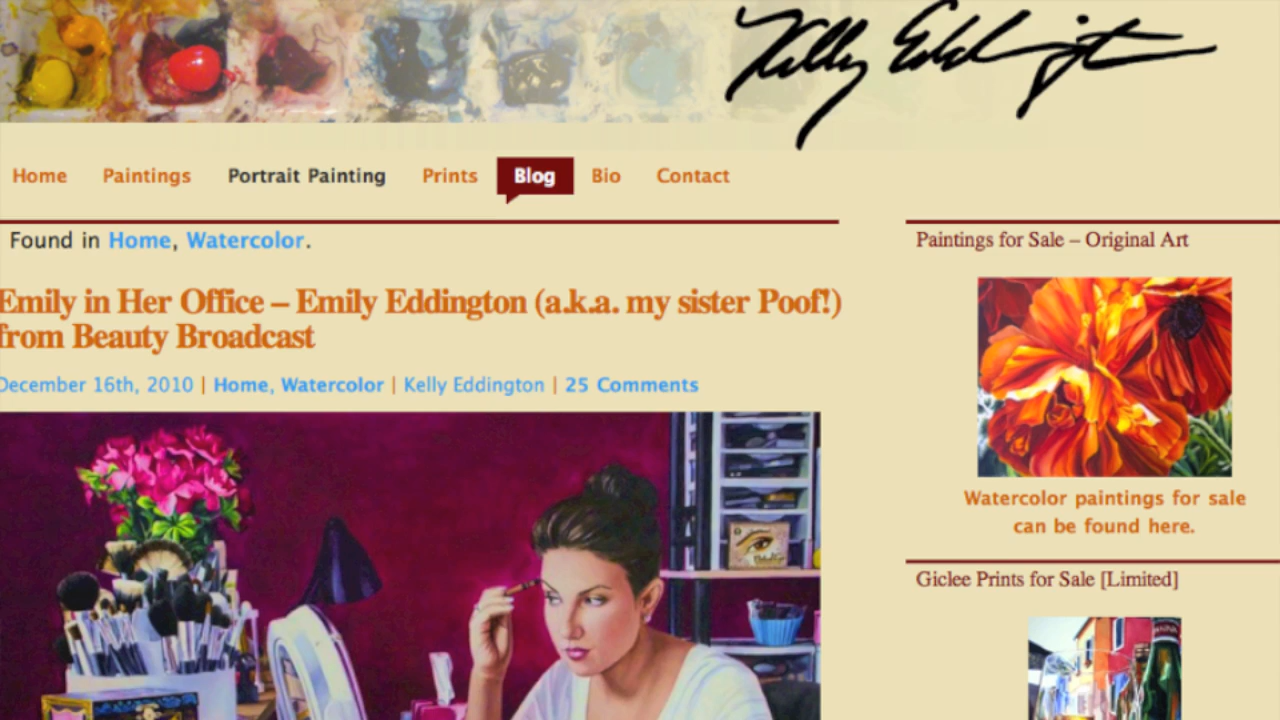 Kelly Eddington
Home Paintings Portrait Painting Prints Blog Bio Contact
Found in Home, Watercolor.
Emily in Her Office – Emily Eddington (a.k.a. my sister Poof!)
from Beauty Broadcast
December 16th, 2010 | Home, Watercolor | Kelly Eddington | 25 Comments
Paintings for Sale – Original Art
Watercolor paintings for sale
can be found here.
Giclee Prints for Sale [Limited]